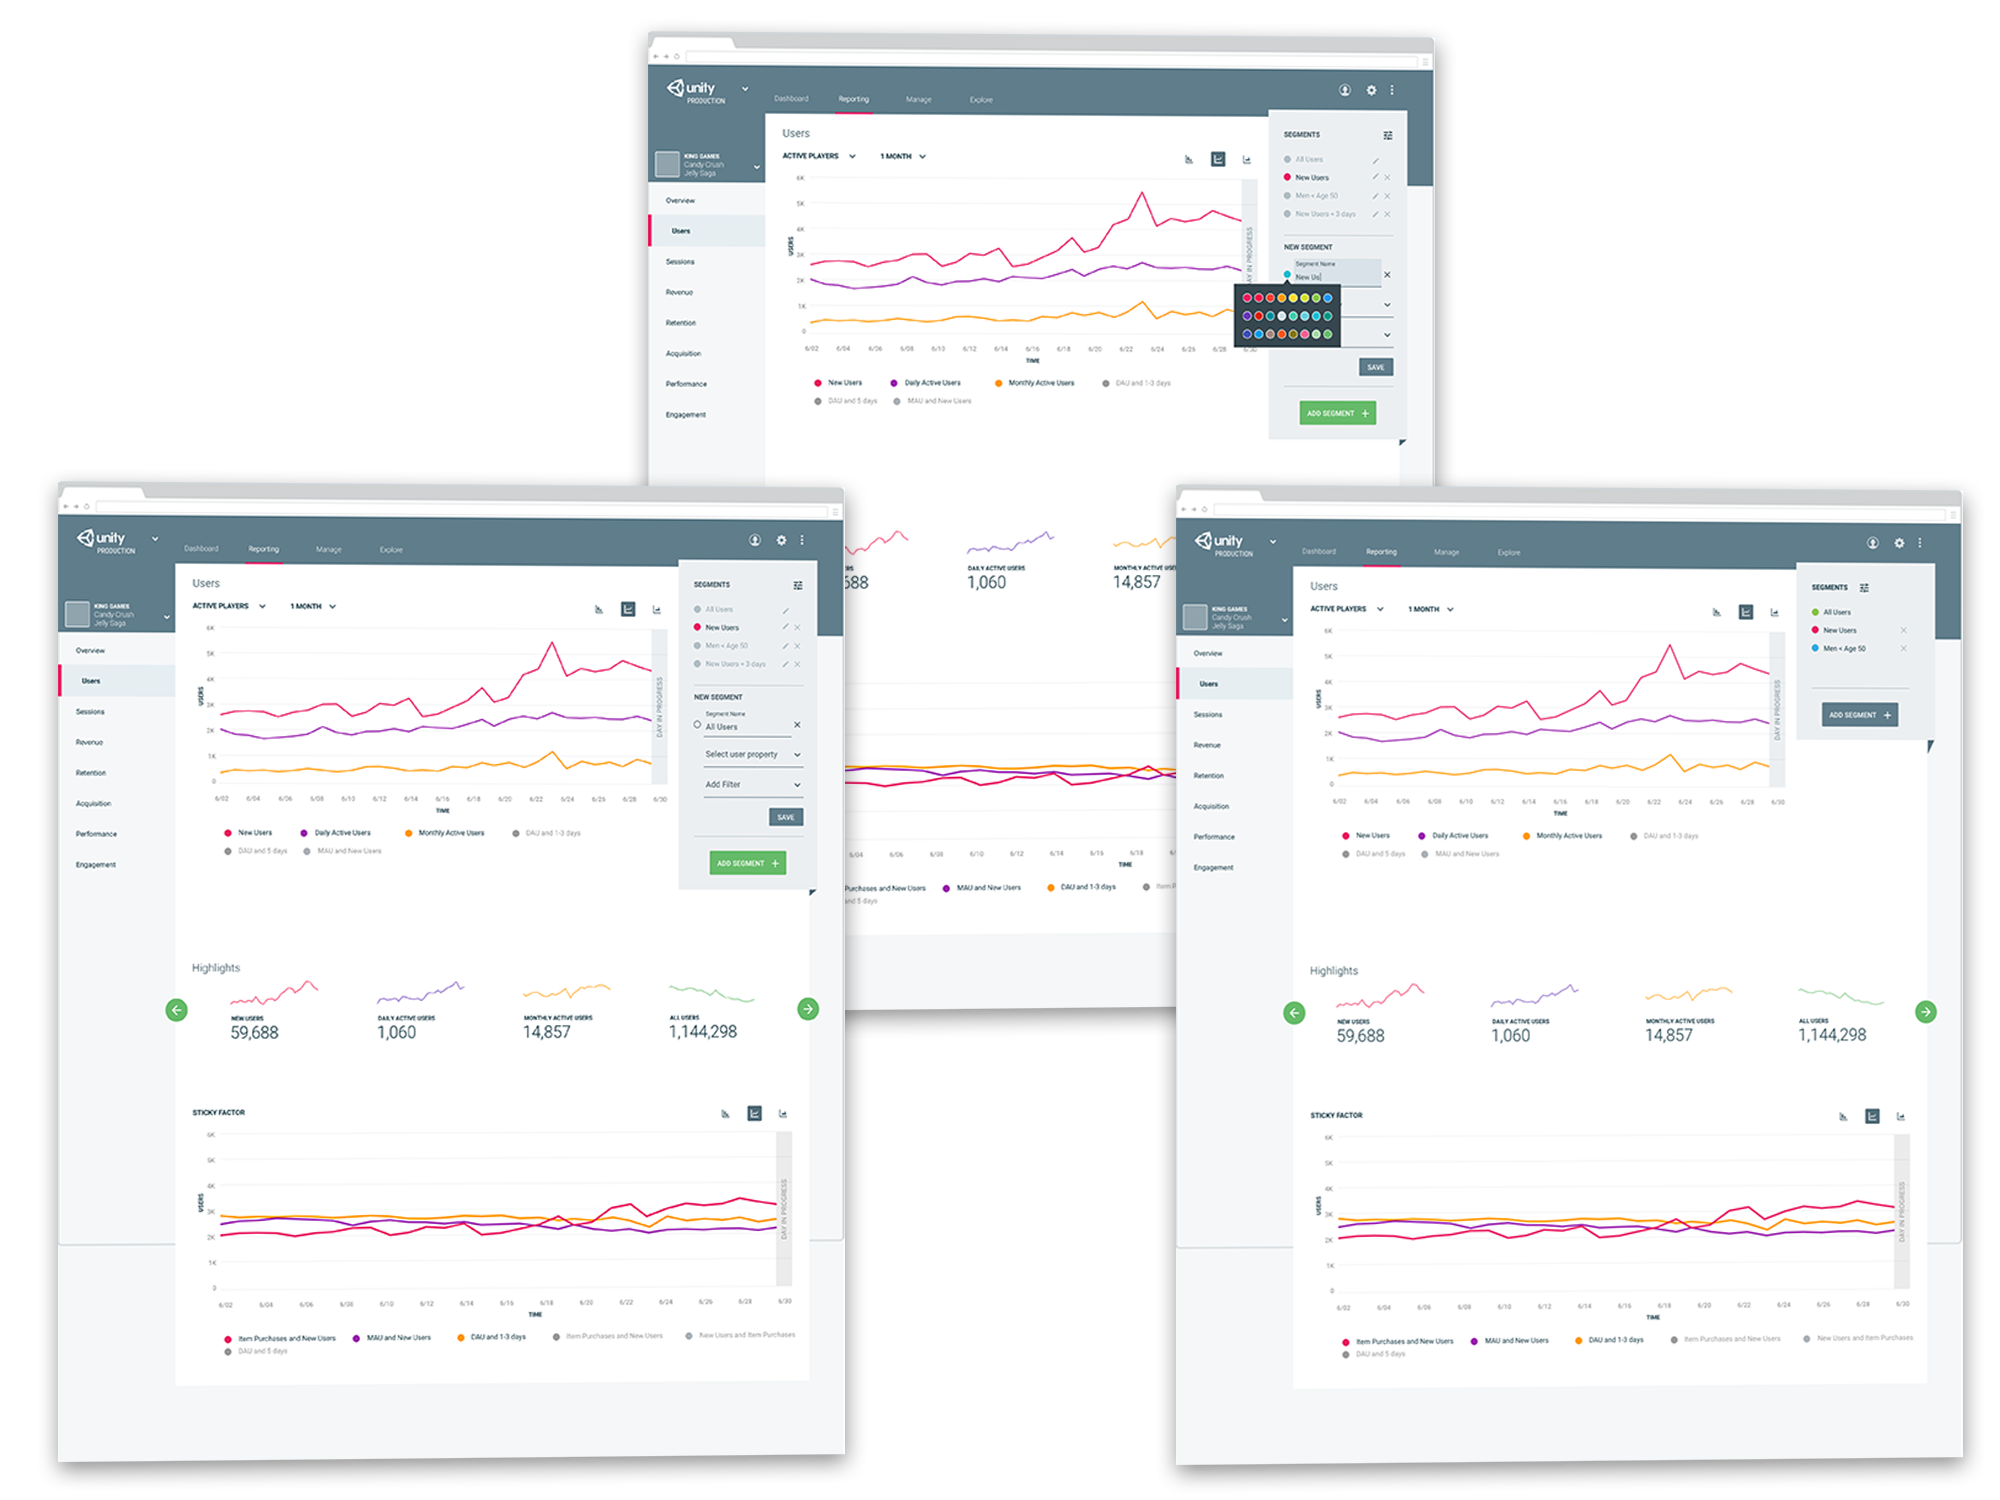 unity
PRODUCTION
Dashboard Reporting Manage Explore
KING GAMES
Candy Crush
Jelly Saga
Overview
Users
Sessions
Revenue
Retention
Acquisition
Performance
Engagement
Users
ACTIVE PLAYERS 1 MONTH
6K
5K
4K
3K
2K
1K
0
USERS
6/02 6/04 6/06 6/08 6/10 6/12 6/14 6/16 6/18 6/20 6/22 6/24 6/26 6/28 6/30
TIME
AY IN PROGRESS
New Users Daily Active Users Monthly Active Users DAU and 1-3 days
DAU and 5 days MAU and New Users
SEGMENTS
All Users
New Users
Men < Age 50
New Users < 3 days
NEW SEGMENT
Segment Name
New Us
SAVE
ADD SEGMENT +
DAILY ACTIVE USERS
1,060
MONTHLY ACTIVE USE
14,857
688
6/04 6/06 6/08 6/10 6/12 6/14 6/16 6/18
TIME
Purchases and New Users MAU and New Users DAU and 1-3 days Item P
and 5 days
unity
PRODUCTION
Dashboard Reporting Manage Explore
KING GAMES
Candy Crush
Jelly Saga
Overview
Users
Sessions
Revenue
Retention
Acquisition
Performance
Engagement
Users
ACTIVE PLAYERS 1 MONTH
6K
5K
4K
3K
2K
1K
0
USERS
6/02 6/04 6/06 6/08 6/10 6/12 6/14 6/16 6/18 6/20 6/22 6/24 6/26 6/28 6/30
TIME
DAY IN PROGRESS
New Users Daily Active Users Monthly Active Users DAU and 1-3 days
DAU and 5 days MAU and New Users
SEGMENTS
All Users
New Users
Men < Age 50
New Users < 3 days
NEW SEGMENT
Segment Name
All Users
Select user property
Add Filter
SAVE
ADD SEGMENT +
Highlights
NEW USERS
59,688
DAILY ACTIVE USERS
1,060
MONTHLY ACTIVE USERS
14,857
ALL USERS
1,144,298
STICKY FACTOR
6K
5K
4K
3K
2K
1K
0
USERS
6/02 6/04 6/06 6/08 6/10 6/12 6/14 6/16 6/18 6/20 6/22 6/24 6/26 6/28 6/30
TIME
DAY IN PROGRESS
Item Purchases and New Users MAU and New Users DAU and 1-3 days Item Purchases and New Users New Users and Item Purchases
DAU and 5 days
unity
PRODUCTION
Dashboard Reporting Manage Explore
KING GAMES
Candy Crush
Jelly Saga
Overview
Users
Sessions
Revenue
Retention
Acquisition
Performance
Engagement
Users
ACTIVE PLAYERS 1 MONTH
6K
5K
4K
3K
2K
1K
0
USERS
6/02 6/04 6/06 6/08 6/10 6/12 6/14 6/16 6/18 6/20 6/22 6/24 6/26 6/28 6/30
TIME
DAY IN PROGRESS
New Users Daily Active Users Monthly Active Users DAU and 1-3 days
DAU and 5 days MAU and New Users
SEGMENTS
All Users
New Users
Men < Age 50
ADD SEGMENT +
Highlights
NEW USERS
59,688
DAILY ACTIVE USERS
1,060
MONTHLY ACTIVE USERS
14,857
ALL USERS
1,144,298
STICKY FACTOR
6K
5K
4K
3K
2K
1K
0
USERS
6/02 6/04 6/06 6/08 6/10 6/12 6/14 6/16 6/18 6/20 6/22 6/24 6/26 6/28 6/30
TIME
DAY IN PROGRESS
Item Purchases and New Users MAU and New Users DAU and 1-3 days Item Purchases and New Users New Users and Item Purchases
DAU and 5 days